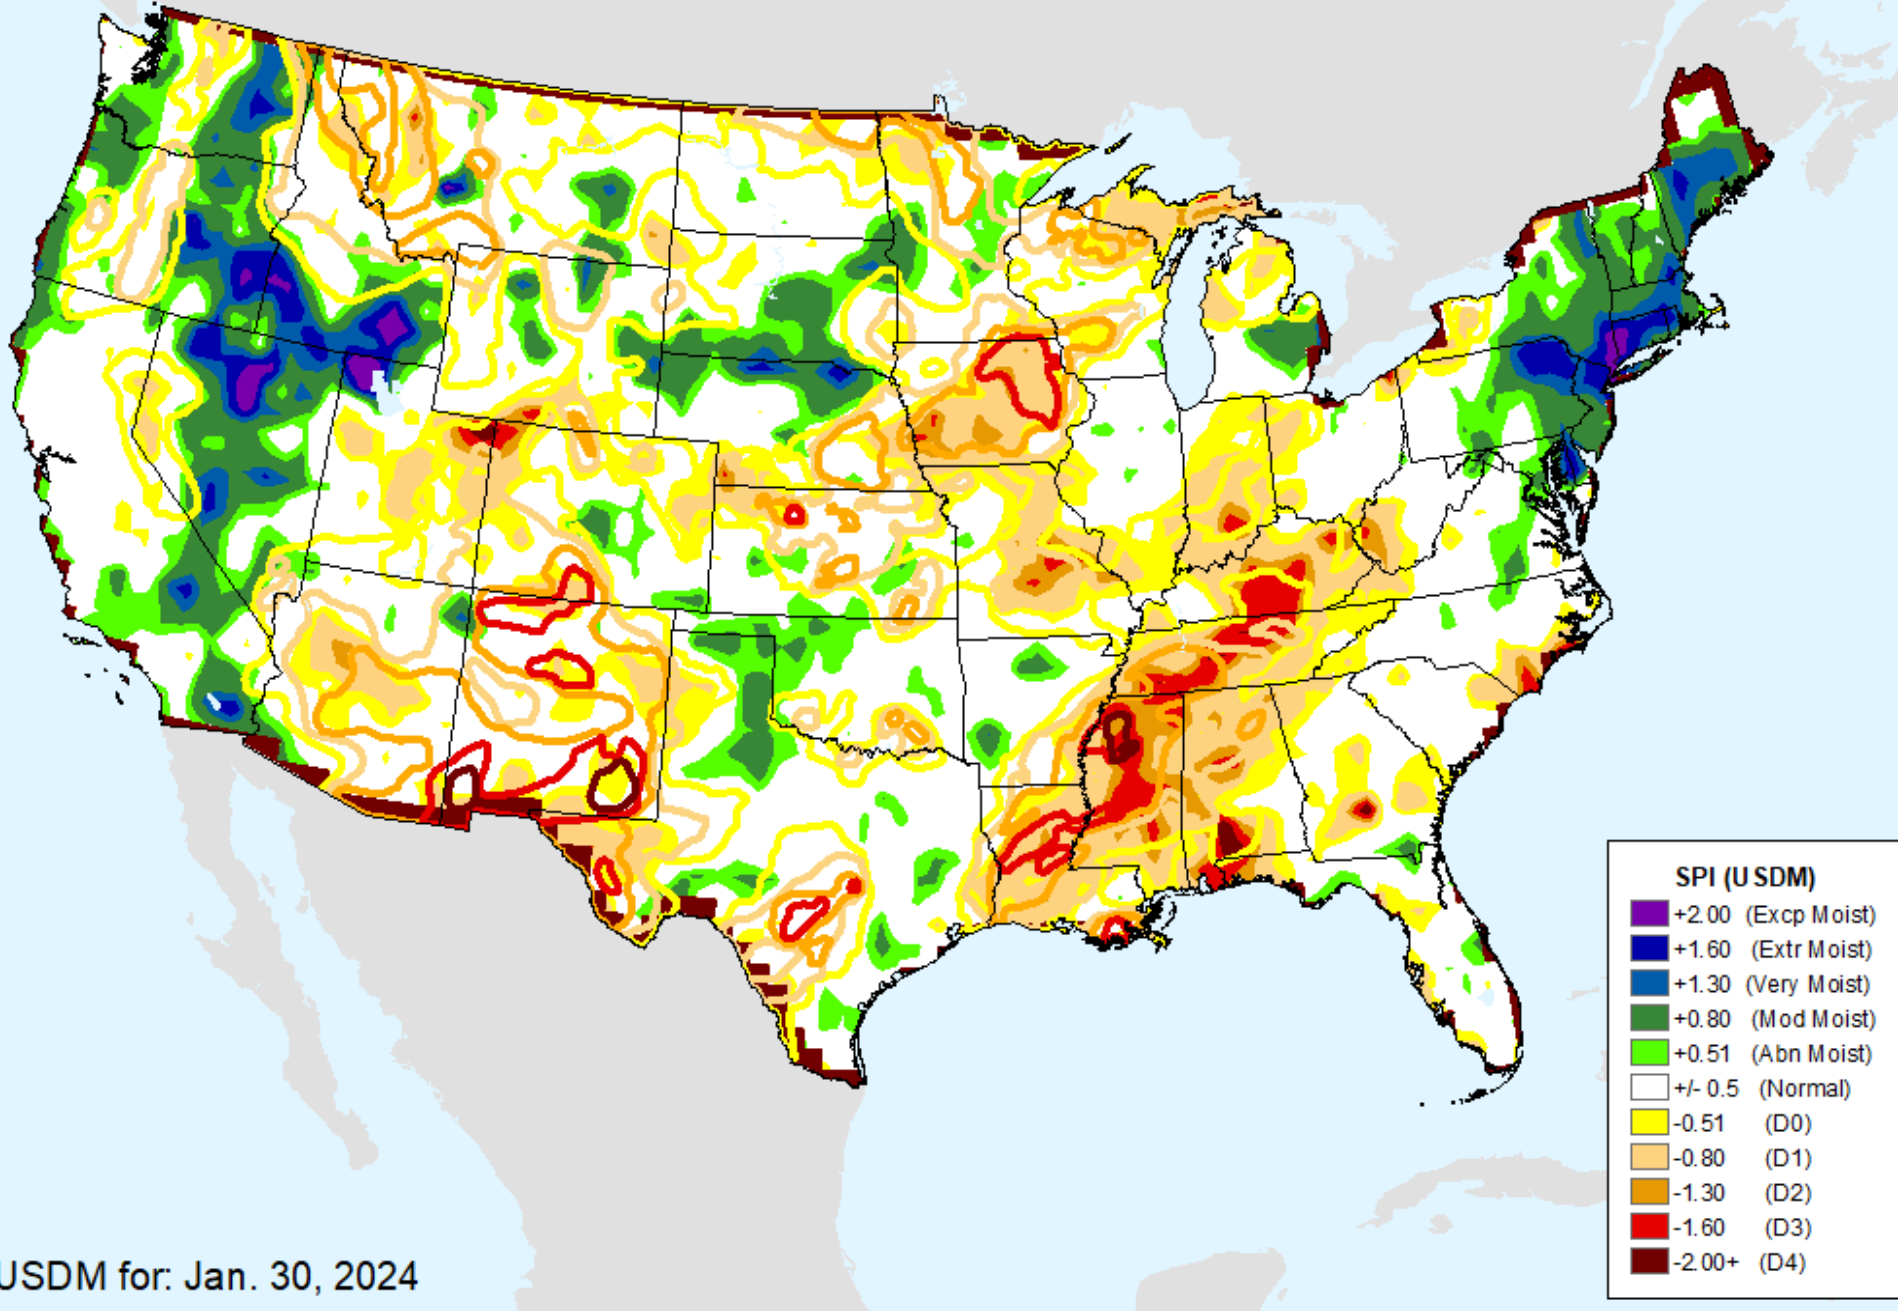 SPI (USDM)
+2.00 (Excp Moist)
+1.60 (Extr Moist)
+1.30 (Very Moist)
+0.80 (Mod Moist)
+0.51 (Abn Moist)
+/- 0.5 (Normal)
-0.51 (D0)
-0.80 (D1)
-1.30 (D2)
-1.60 (D3)
-2.00+ (D4)
USDM for: Jan. 30, 2024